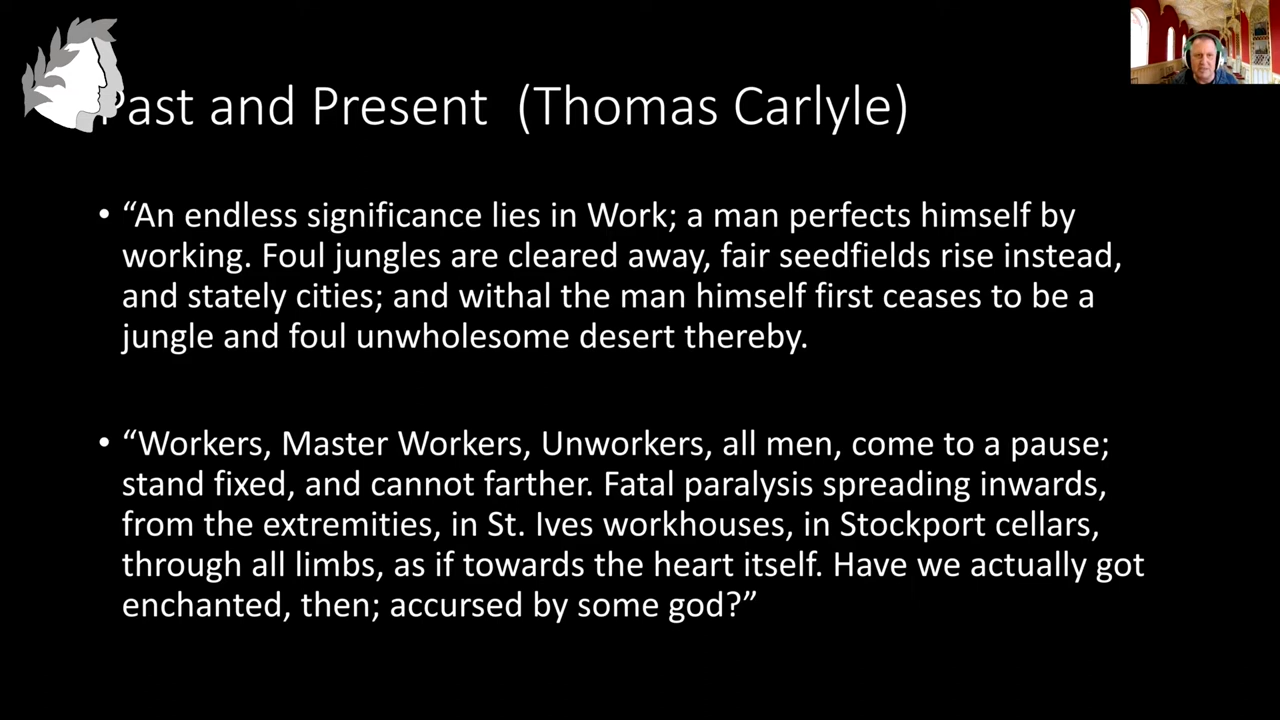 Past and Present (Thomas Carlyle)
• “An endless significance lies in Work; a man perfects himself by
working. Foul jungles are cleared away, fair seedfields rise instead,
and stately cities; and withal the man himself first ceases to be a
jungle and foul unwholesome desert thereby.
• “Workers, Master Workers, Unworkers, all men, come to a pause;
stand fixed, and cannot farther. Fatal paralysis spreading inwards,
from the extremities, in St. Ives workhouses, in Stockport cellars,
through all limbs, as if towards the heart itself. Have we actually got
enchanted, then; accursed by some god?”